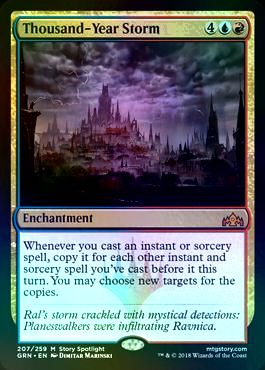 Thousand-Year Storm 4
Enchantment
Whenever you cast an instant or sorcery
spell, copy it for each other instant and
sorcery spell you've cast before it this
turn. You may choose new targets for the
copies.
Ral's storm crackled with mystical detections:
Planeswalkers were infiltrating Ravnica.
207/259 M Story Spotlight
mtgstory.com
GRN • EN Dimitar Marinski
™ & © 2018 Wizards of the Coast